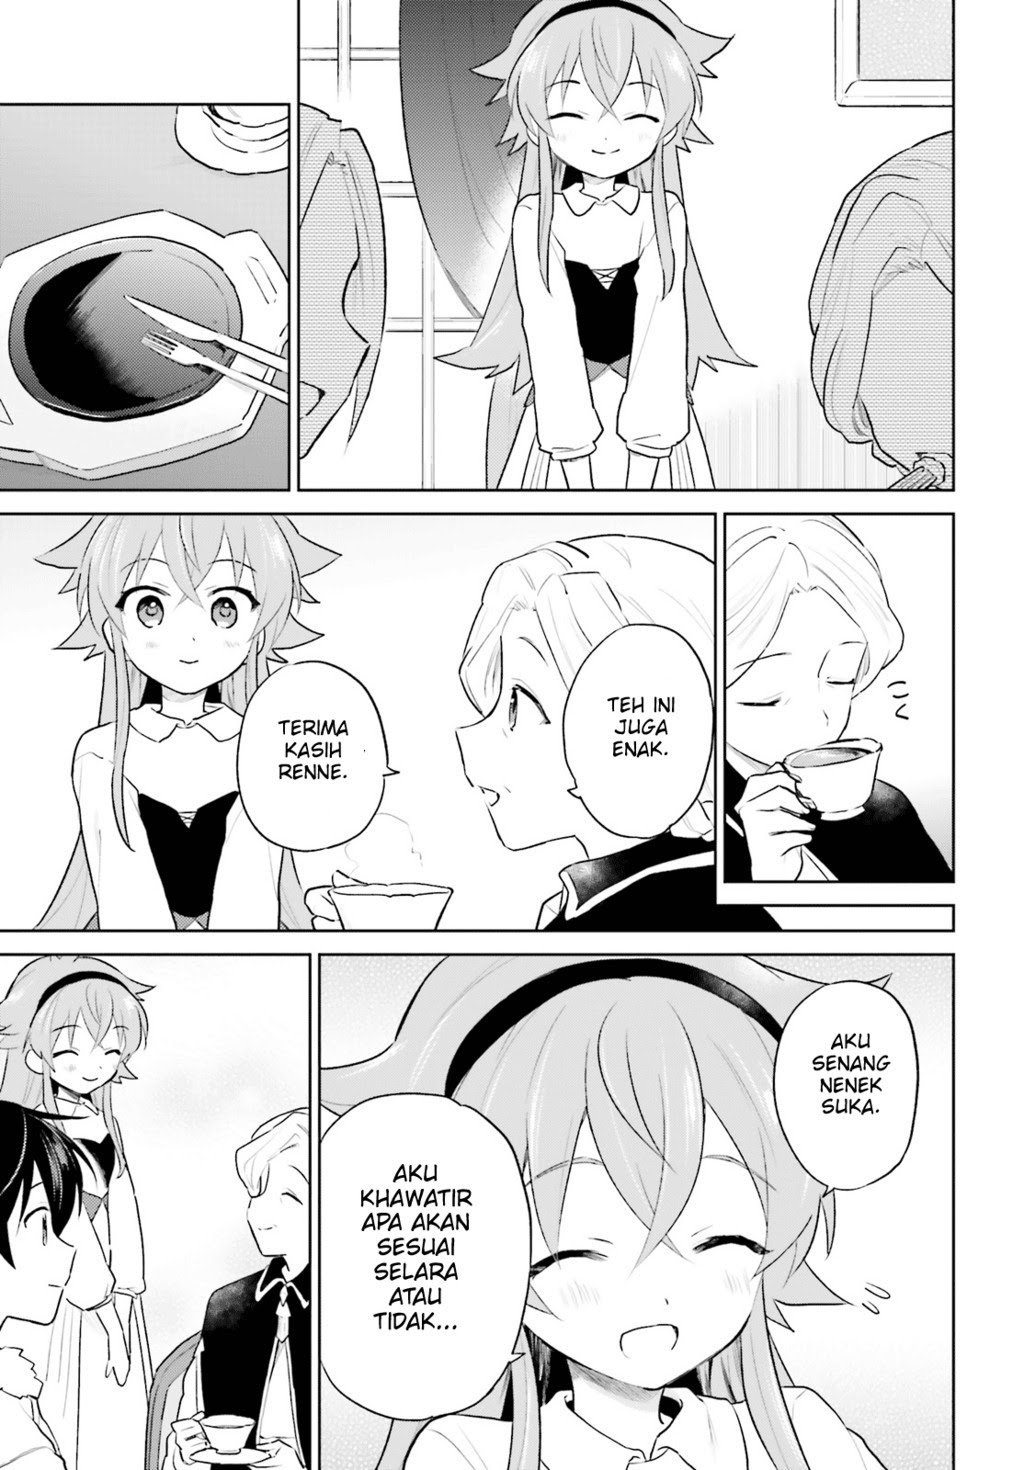 TEH INI
JUGA
ENAK.
TERIMA
KASIH
RENNE.
AKU
SENANG
NENEK
SUKA.
AKU
KHAWATIR
APA AKAN
SESUAI
SELARA
ATAU
TIDAK...